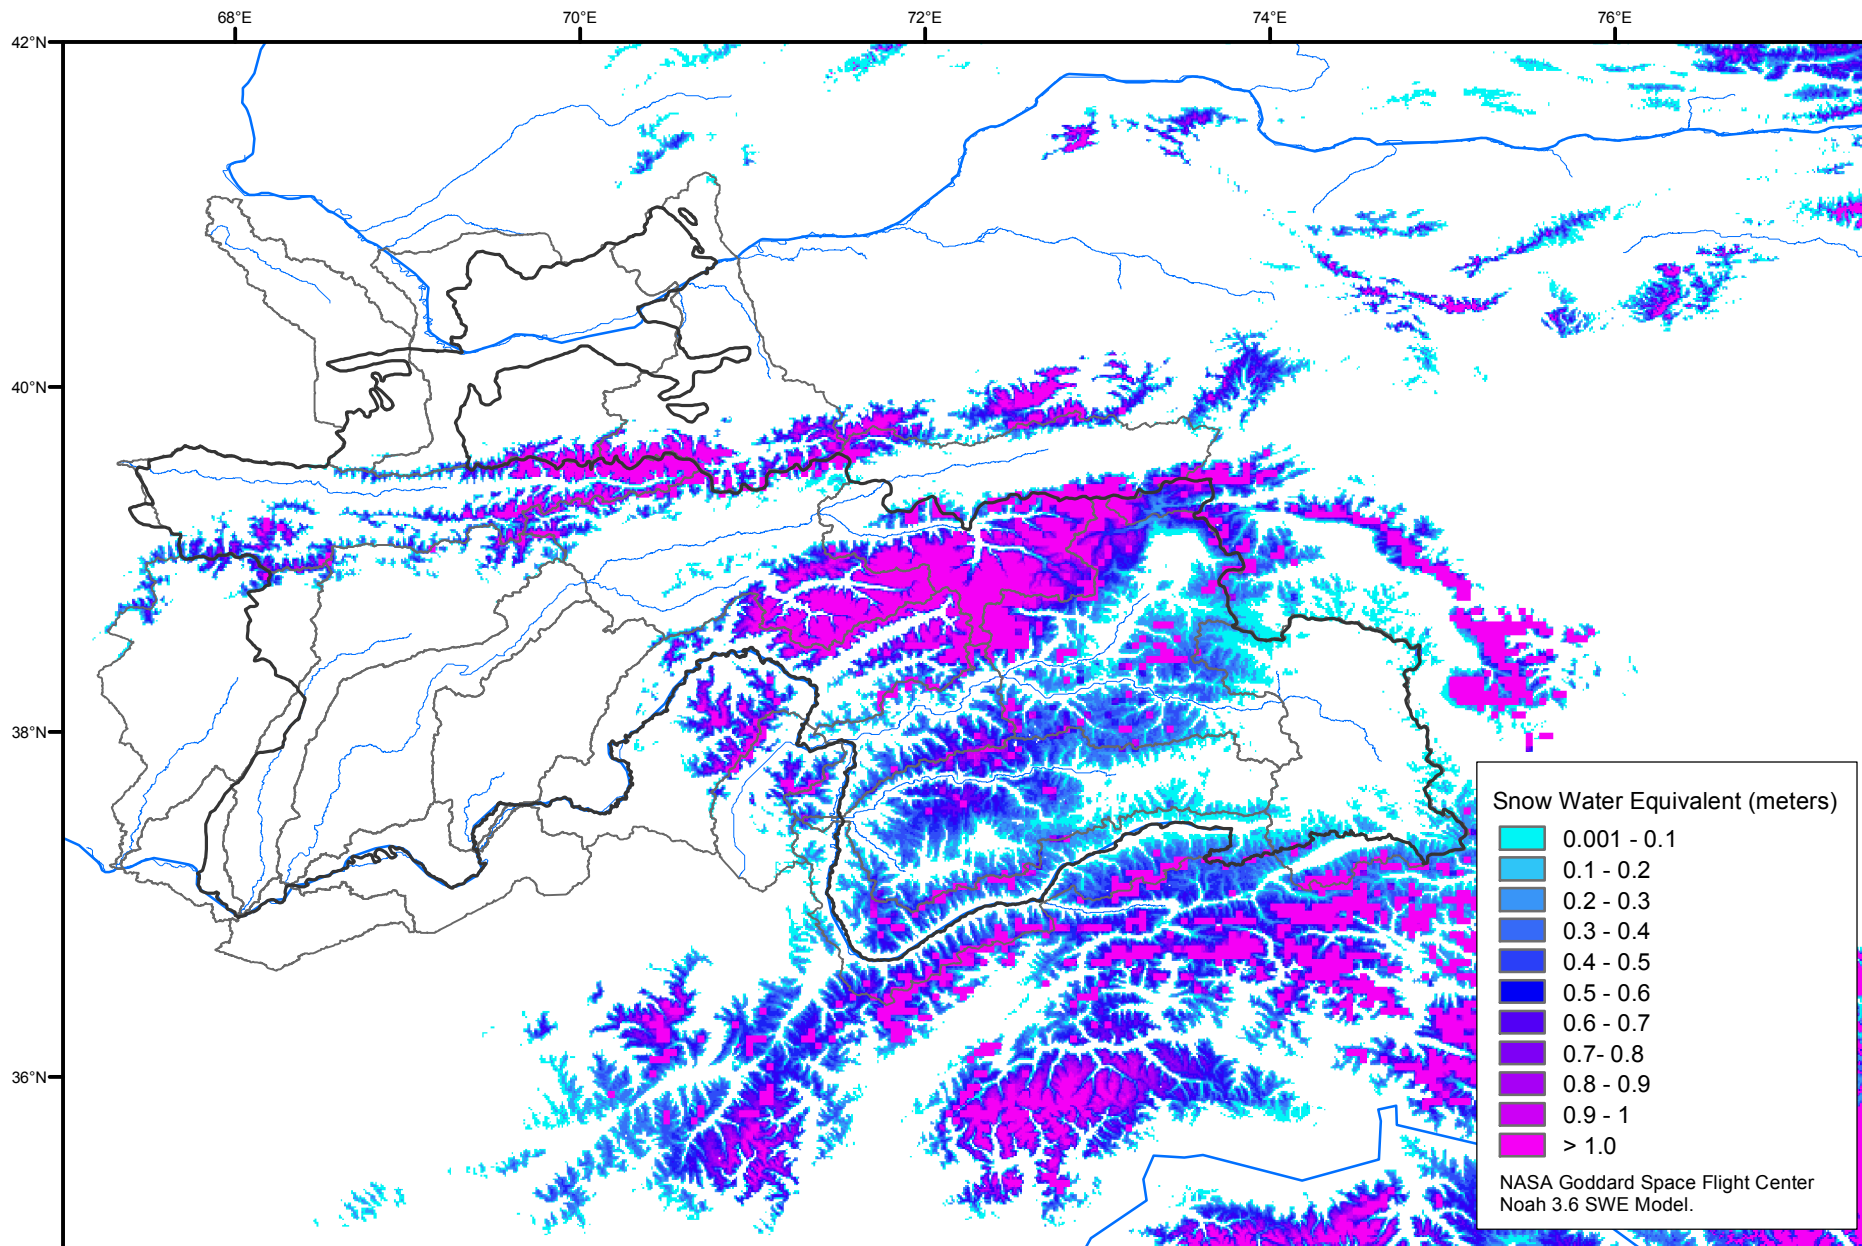 68°E
70°E
72°E
74°E
76°E
42°N
40°N
38°N
36°N
Snow Water Equivalent (meters)
0.001 - 0.1
0.1 - 0.2
0.2 - 0.3
0.3 - 0.4
0.4 - 0.5
0.5 - 0.6
0.6 - 0.7
0.7- 0.8
0.8 - 0.9
0.9 - 1
> 1.0
NASA Goddard Space Flight Center
Noah 3.6 SWE Model.